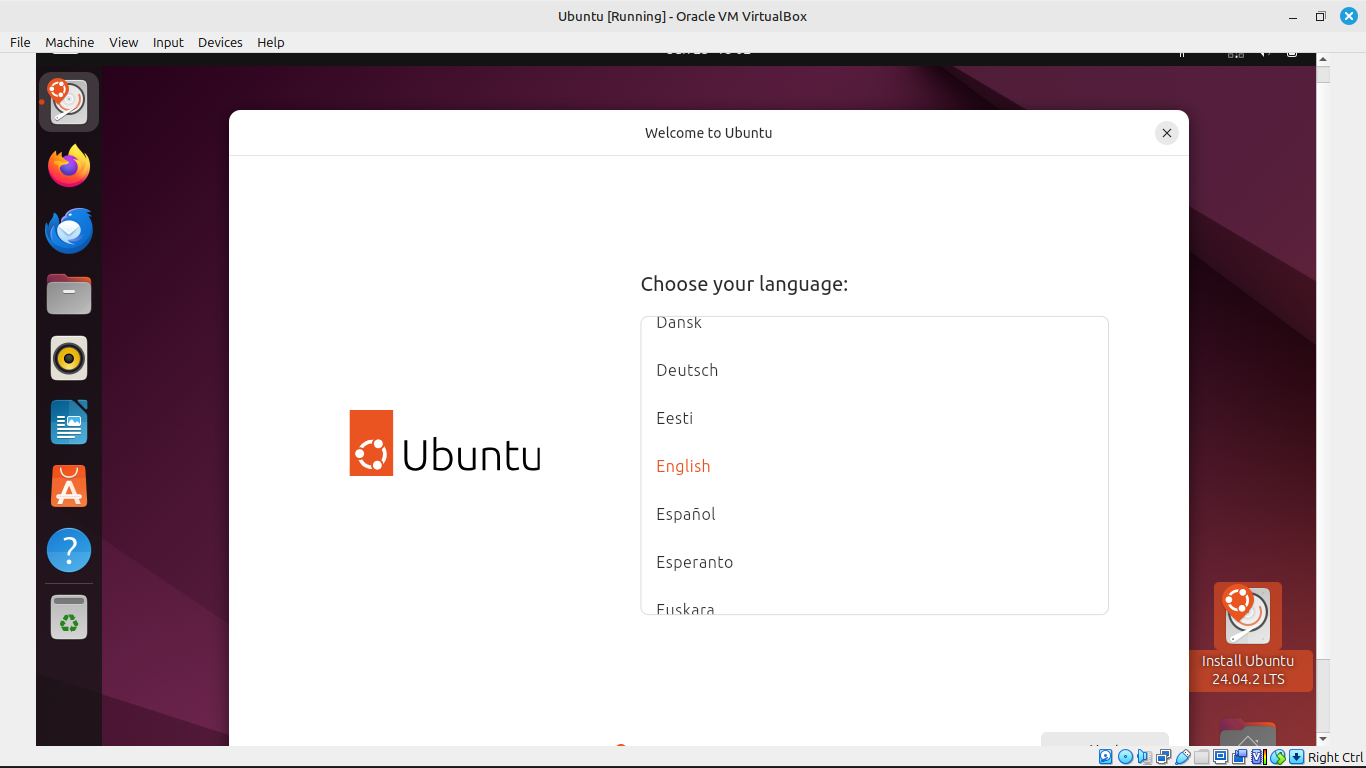 Ubuntu [Running] - Oracle VM VirtualBox
File Machine View Input Devices Help
Welcome to Ubuntu
Choose your language:
Dansk
Deutsch
Eesti
English
Español
Esperanto
Euskara
Ubuntu
Install Ubuntu
24.04.2 LTS
Right Ctrl